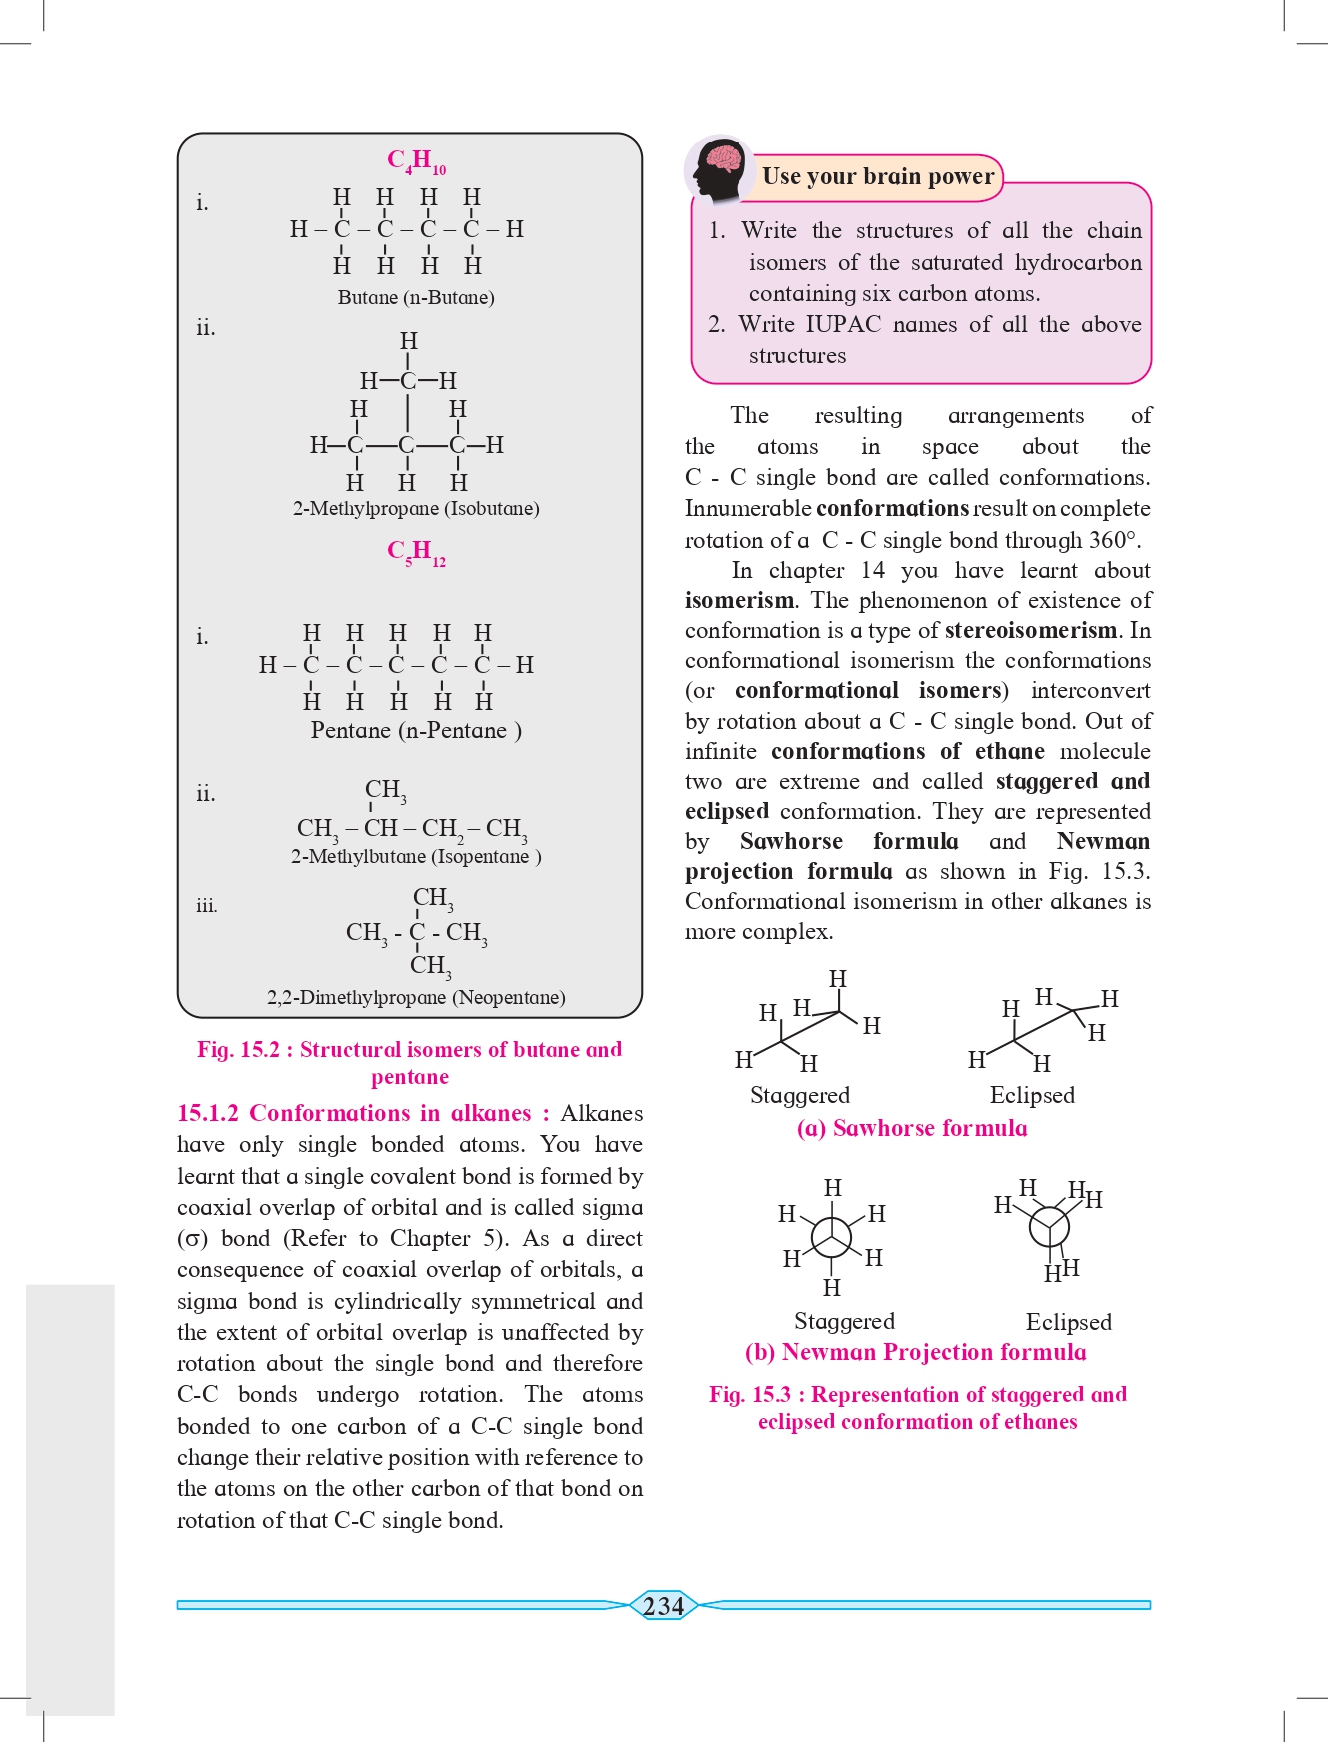 C4H10
i.
H H H H
H – C – C – C – C – H
H H H H
Butane (n-Butane)
ii.
H
H—C—H
H H
H—C—C—C—H
H H H
2-Methylpropane (Isobutane)
C5H12
i.
H H H H H
H – C – C – C – C – C – H
H H H H H
Pentane (n-Pentane )
ii.
CH3
CH3 – CH – CH2 – CH3
2-Methylbutane (Isopentane )
iii.
CH3
CH3 - C - CH3
CH3
2,2-Dimethylpropane (Neopentane)
Fig. 15.2 : Structural isomers of butane and
pentane
15.1.2 Conformations in alkanes : Alkanes
have only single bonded atoms. You have
learnt that a single covalent bond is formed by
coaxial overlap of orbital and is called sigma
(σ) bond (Refer to Chapter 5). As a direct
consequence of coaxial overlap of orbitals, a
sigma bond is cylindrically symmetrical and
the extent of orbital overlap is unaffected by
rotation about the single bond and therefore
C-C bonds undergo rotation. The atoms
bonded to one carbon of a C-C single bond
change their relative position with reference to
the atoms on the other carbon of that bond on
rotation of that C-C single bond.
Use your brain power
1. Write the structures of all the chain
isomers of the saturated hydrocarbon
containing six carbon atoms.
2. Write IUPAC names of all the above
structures
The resulting arrangements of
the atoms in space about the
C - C single bond are called conformations.
Innumerable conformations result on complete
rotation of a C - C single bond through 360°.
In chapter 14 you have learnt about
isomerism. The phenomenon of existence of
conformation is a type of stereoisomerism. In
conformational isomerism the conformations
(or conformational isomers) interconvert
by rotation about a C - C single bond. Out of
infinite conformations of ethane molecule
two are extreme and called staggered and
eclipsed conformation. They are represented
by Sawhorse formula and Newman
projection formula as shown in Fig. 15.3.
Conformational isomerism in other alkanes is
more complex.
H
H H
H
H H
H H H
H
H H
Staggered Eclipsed
(a) Sawhorse formula
H
H H
H H
H
H H
H H
HH
Staggered Eclipsed
(b) Newman Projection formula
Fig. 15.3 : Representation of staggered and
eclipsed conformation of ethanes
234